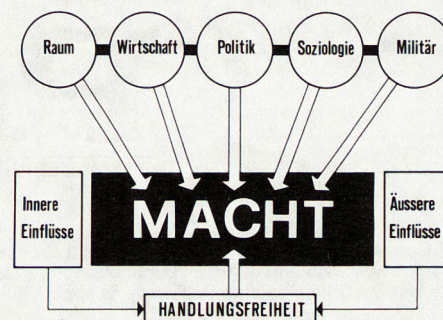 Raum
Wirtschaft
Politik
Soziologie
Militär
Innere
Einflüsse
MACHT
Äussere
Einflüsse
HANDLUNGSFREIHEIT